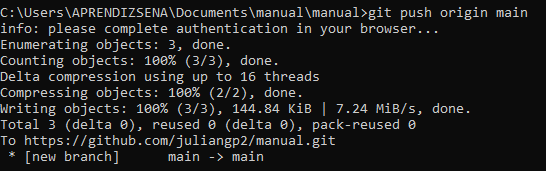 C:\Users\APRENDIZSENA\Documents\manual\manual>git push origin main
info: please complete authentication in your browser...
Enumerating objects: 3, done.
Counting objects: 100% (3/3), done.
Delta compression using up to 16 threads
Compressing objects: 100% (2/2), done.
Writing objects: 100% (3/3), 144.84 KiB | 7.24 MiB/s, done.
Total 3 (delta 0), reused 0 (delta 0), pack-reused 0
To https://github.com/juliangp2/manual.git
 * [new branch]      main -> main